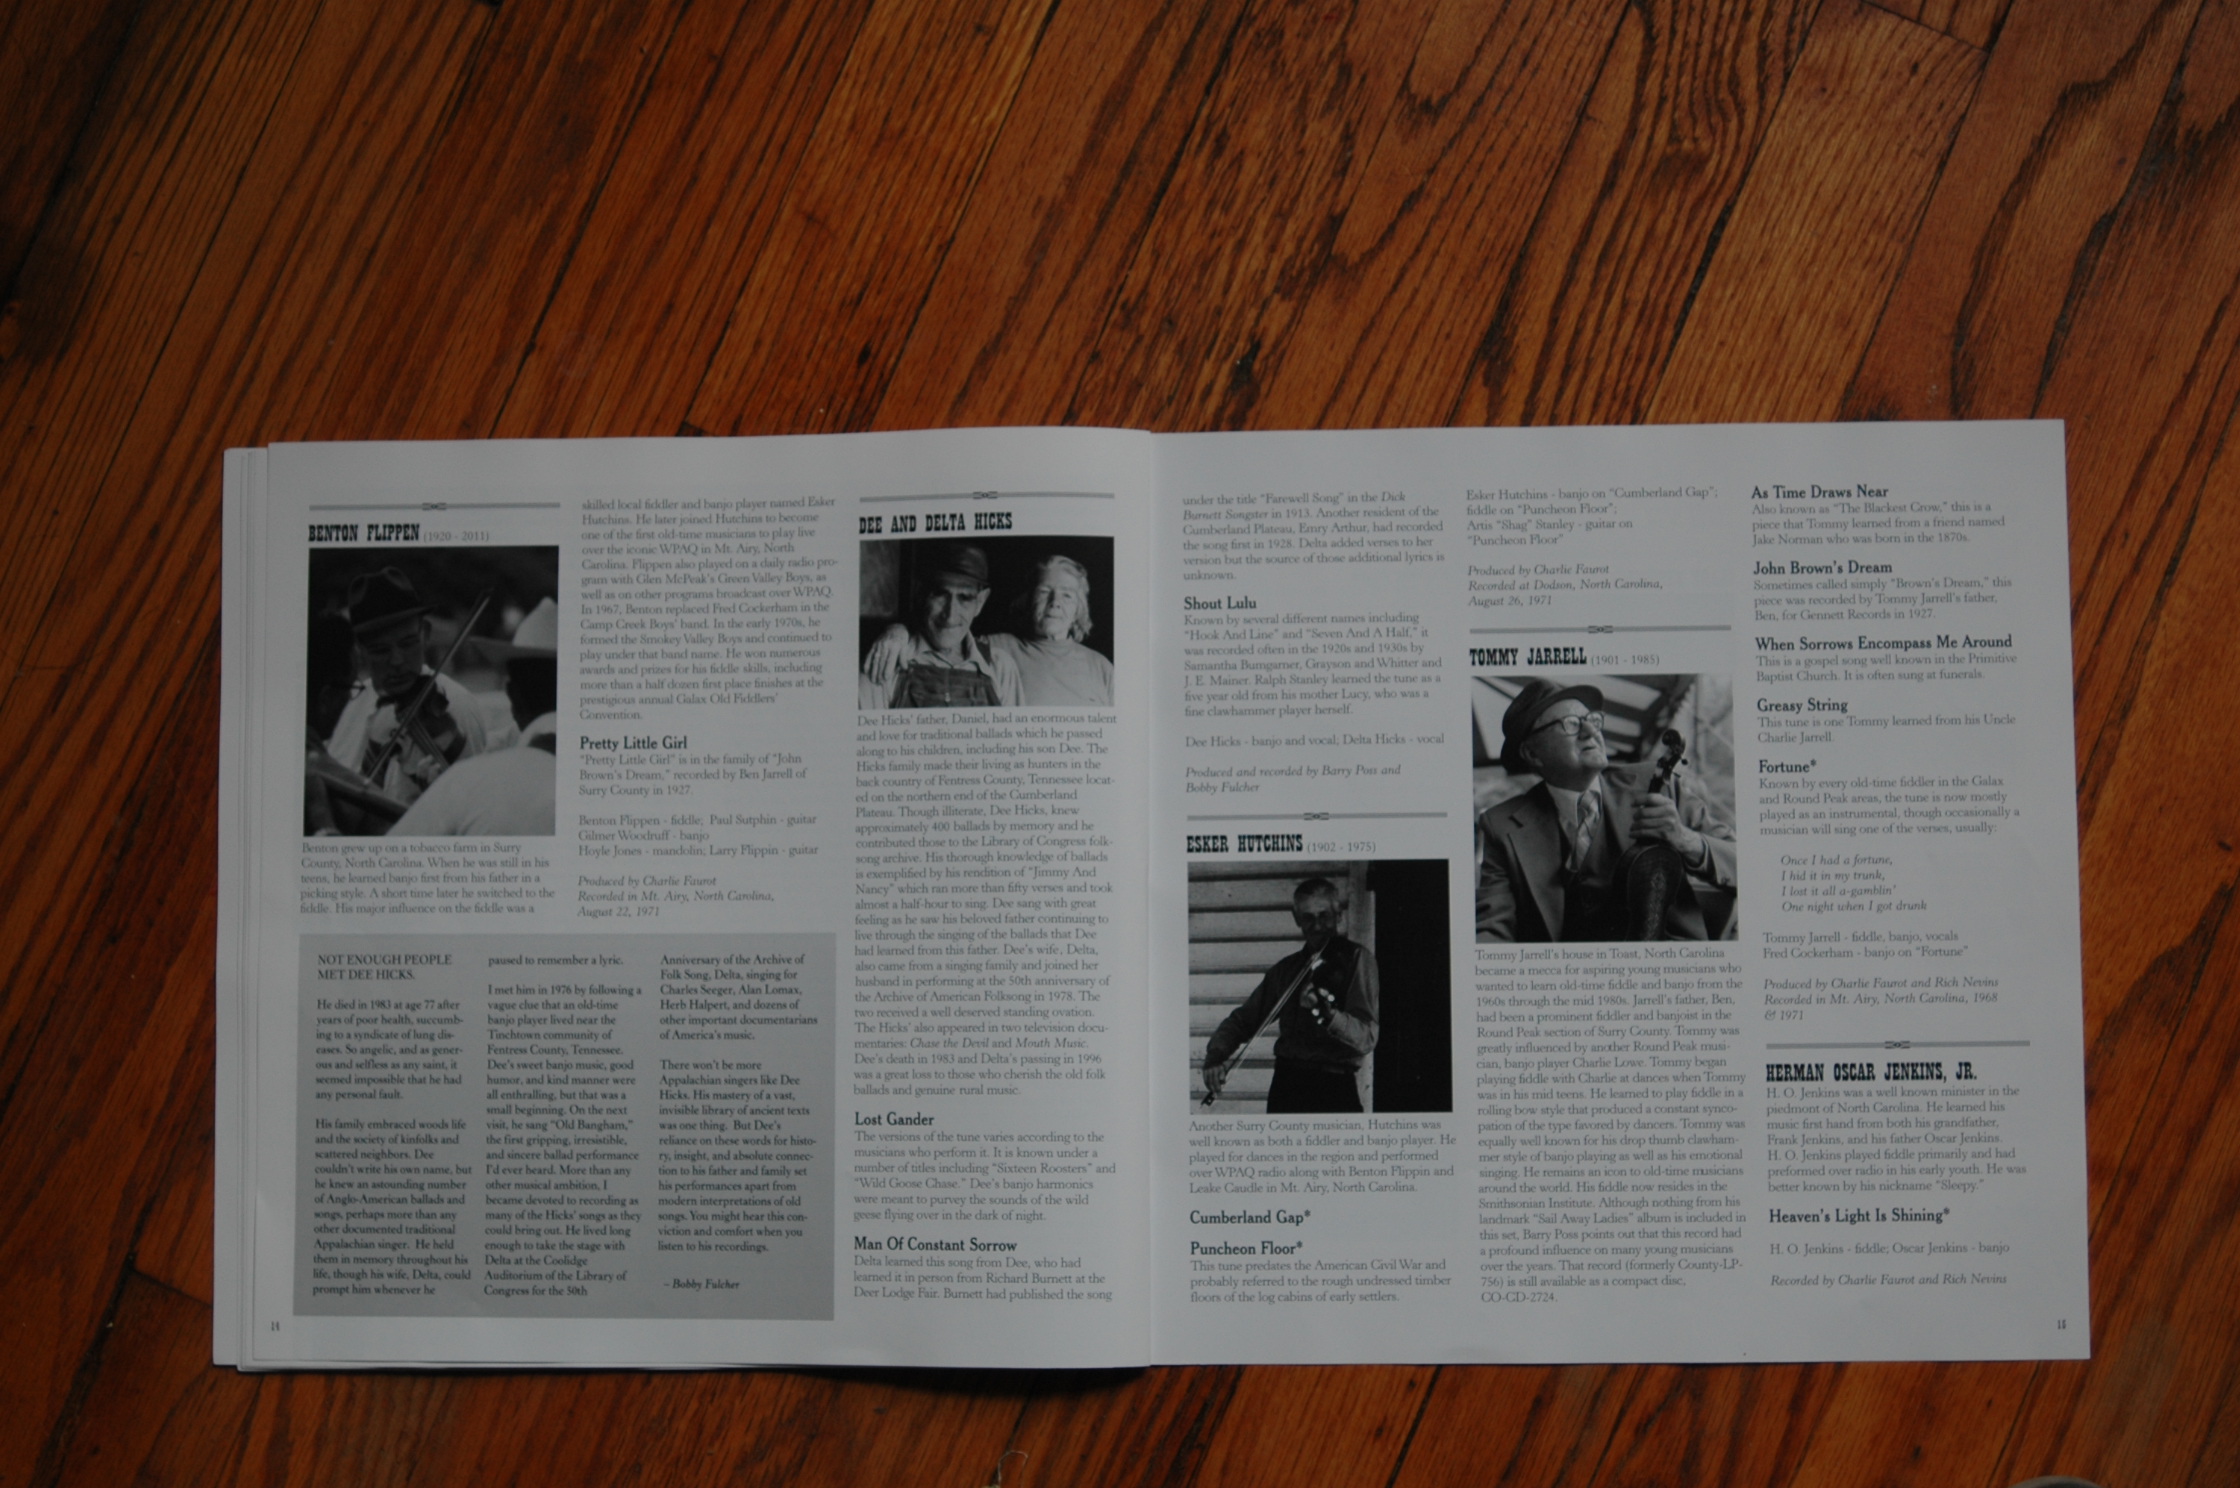 BENTON FLIPPEN (1920 - 2011)
Benton grew up on a tobacco farm in Surry
County, North Carolina. When he was still in his
teens, he learned banjo first from his father in a
picking style. A short time later he switched to the
fiddle. His major influence on the fiddle was a
skilled local fiddler and banjo player named Esker
Hutchins. He later joined Hutchins to become
one of the first old-time musicians to play live
over the iconic WPAQ in Mt. Airy, North
Carolina. Flippen also played on a daily radio pro-
gram with Glen McPeak's Green Valley Boys, as
well as on other programs broadcast over WPAQ.
In 1967, Benton replaced Fred Cockerham in the
Camp Creek Boys' band. In the early 1970s, he
formed the Smokey Valley Boys and continued to
play under that band name. He won numerous
awards and prizes for his fiddle skills, including
more than a half dozen first place finishes at the
prestigious annual Galax Old Fiddlers'
Convention.
Pretty Little Girl
"Pretty Little Girl" is in the family of "John
Brown's Dream," recorded by Ben Jarrell of
Surry County in 1927.
Benton Flippen - fiddle; Paul Sutphin - guitar
Gilmer Woodruff - banjo
Hoyle Jones - mandolin; Larry Flippin - guitar
Produced by Charlie Faurot
Recorded in Mt. Airy, North Carolina,
August 22, 1971
NOT ENOUGH PEOPLE
MET DEE HICKS.
He died in 1983 at age 77 after
years of poor health, succumb-
ing to a syndicate of lung dis-
eases. So angelic, and as gener-
ous and selfless as any saint, it
seemed impossible that he had
any personal fault.
His family embraced woods life
and the society of kinfolks and
scattered neighbors. Dee
couldn't write his own name, but
he knew an astounding number
of Anglo-American ballads and
songs, perhaps more than any
other documented traditional
Appalachian singer. He held
them in memory throughout his
life, though his wife, Delta, could
prompt him whenever he
paused to remember a lyric.
I met him in 1976 by following a
vague clue that an old-time
banjo player lived near the
Tinchtown community of
Fentress County, Tennessee.
Dee's sweet banjo music, good
humor, and kind manner were
all enthralling, but that was a
small beginning. On the next
visit, he sang "Old Bangham,"
the first gripping, irresistible,
and sincere ballad performance
I'd ever heard. More than any
other musical ambition, I
became devoted to recording as
many of the Hicks' songs as they
could bring out. He lived long
enough to take the stage with
Delta at the Coolidge
Auditorium of the Library of
Congress for the 50th
Anniversary of the Archive of
Folk Song, Delta, singing for
Charles Seeger, Alan Lomax,
Herb Halpert, and dozens of
other important documentarians
of America's music.
There won't be more
Appalachian singers like Dee
Hicks. His mastery of a vast,
invisible library of ancient texts
was one thing. But Dee's
reliance on these words for histo-
ry, insight, and absolute connec-
tion to his father and family set
his performances apart from
modern interpretations of old
songs. You might hear this con-
viction and comfort when you
listen to his recordings.
~ Bobby Fulcher
14
DEE AND DELTA HICKS
Dee Hicks' father, Daniel, had an enormous talent
and love for traditional ballads which he passed
along to his children, including his son Dee. The
Hicks family made their living as hunters in the
back country of Fentress County, Tennessee locat-
ed on the northern end of the Cumberland
Plateau. Though illiterate, Dee Hicks, knew
approximately 400 ballads by memory and he
contributed those to the Library of Congress folk-
song archive. His thorough knowledge of ballads
is exemplified by his rendition of "Jimmy And
Nancy" which ran more than fifty verses and took
almost a half-hour to sing. Dee sang with great
feeling as he saw his beloved father continuing to
live through the singing of the ballads that Dee
had learned from this father. Dee's wife, Delta,
also came from a singing family and joined her
husband in performing at the 50th anniversary of
the Archive of American Folksong in 1978. The
two received a well deserved standing ovation.
The Hicks' also appeared in two television docu-
mentaries: Chase the Devil and Mouth Music.
Dee's death in 1983 and Delta's passing in 1996
was a great loss to those who cherish the old folk
ballads and genuine rural music.
Lost Gander
The versions of the tune varies according to the
musicians who perform it. It is known under a
number of titles including "Sixteen Roosters" and
"Wild Goose Chase." Dee's banjo harmonics
were meant to purvey the sounds of the wild
geese flying over in the dark of night.
Man Of Constant Sorrow
Delta learned this song from Dee, who had
learned it in person from Richard Burnett at the
Deer Lodge Fair. Burnett had published the song
under the title "Farewell Song" in the Dick
Burnett Songster in 1913. Another resident of the
Cumberland Plateau, Emry Arthur, had recorded
the song first in 1928. Delta added verses to her
version but the source of those additional lyrics is
unknown.
Shout Lulu
Known by several different names including
"Hook And Line" and "Seven And A Half," it
was recorded often in the 1920s and 1930s by
Samantha Bumgarner, Grayson and Whitter and
J. E. Mainer. Ralph Stanley learned the tune as a
five year old from his mother Lucy, who was a
fine clawhammer player herself.
Dee Hicks - banjo and vocal; Delta Hicks - vocal
Produced and recorded by Barry Poss and
Bobby Fulcher
ESKER HUTCHINS (1902 - 1975)
Another Surry County musician, Hutchins was
well known as both a fiddler and banjo player. He
played for dances in the region and performed
over WPAQ radio along with Benton Flippin and
Leake Caudle in Mt. Airy, North Carolina.
Cumberland Gap*
Puncheon Floor*
This tune predates the American Civil War and
probably referred to the rough undressed timber
floors of the log cabins of early settlers.
Esker Hutchins - banjo on "Cumberland Gap";
fiddle on "Puncheon Floor";
Artis "Shag" Stanley - guitar on
"Puncheon Floor"
Produced by Charlie Faurot
Recorded at Dodson, North Carolina,
August 26, 1971
TOMMY JARRELL (1901 - 1985)
Tommy Jarrell's house in Toast, North Carolina
became a mecca for aspiring young musicians who
wanted to learn old-time fiddle and banjo from the
1960s through the mid 1980s. Jarrell's father, Ben,
had been a prominent fiddler and banjoist in the
Round Peak section of Surry County. Tommy was
greatly influenced by another Round Peak musi-
cian, banjo player Charlie Lowe. Tommy began
playing fiddle with Charlie at dances when Tommy
was in his mid teens. He learned to play fiddle in a
rolling bow style that produced a constant synco-
pation of the type favored by dancers. Tommy was
equally well known for his drop thumb clawham-
mer style of banjo playing as well as his emotional
singing. He remains an icon to old-time musicians
around the world. His fiddle now resides in the
Smithsonian Institute. Although nothing from his
landmark "Sail Away Ladies" album is included in
this set, Barry Poss points out that this record had
a profound influence on many young musicians
over the years. That record (formerly County-LP-
756) is still available as a compact disc,
CO-CD-2724.
As Time Draws Near
Also known as "The Blackest Crow," this is a
piece that Tommy learned from a friend named
Jake Norman who was born in the 1870s.
John Brown's Dream
Sometimes called simply "Brown's Dream," this
piece was recorded by Tommy Jarrell's father,
Ben, for Gennett Records in 1927.
When Sorrows Encompass Me Around
This is a gospel song well known in the Primitive
Baptist Church. It is often sung at funerals.
Greasy String
This tune is one Tommy learned from his Uncle
Charlie Jarrell.
Fortune*
Known by every old-time fiddler in the Galax
and Round Peak areas, the tune is now mostly
played as an instrumental, though occasionally a
musician will sing one of the verses, usually:
Once I had a fortune,
I hid it in my trunk,
I lost it all a-gamblin'
One night when I got drunk
Tommy Jarrell - fiddle, banjo, vocals
Fred Cockerham - banjo on "Fortune"
Produced by Charlie Faurot and Rich Nevins
Recorded in Mt. Airy, North Carolina, 1968
& 1971
HERMAN OSCAR JENKINS, JR.
H. O. Jenkins was a well known minister in the
piedmont of North Carolina. He learned his
music first hand from both his grandfather,
Frank Jenkins, and his father Oscar Jenkins.
H. O. Jenkins played fiddle primarily and had
preformed over radio in his early youth. He was
better known by his nickname "Sleepy."
Heaven's Light Is Shining*
H. O. Jenkins - fiddle; Oscar Jenkins - banjo
Recorded by Charlie Faurot and Rich Nevins
15